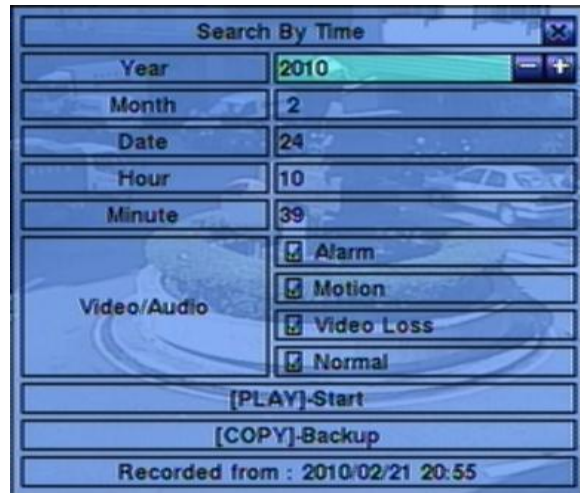 Search By Time
Year 2010
Month 2
Date 24
Hour 10
Minute 39
Video/Audio
Alarm
Motion
Video Loss
Normal
[PLAY]-Start
[COPY]-Backup
Recorded from : 2010/02/21 20:55